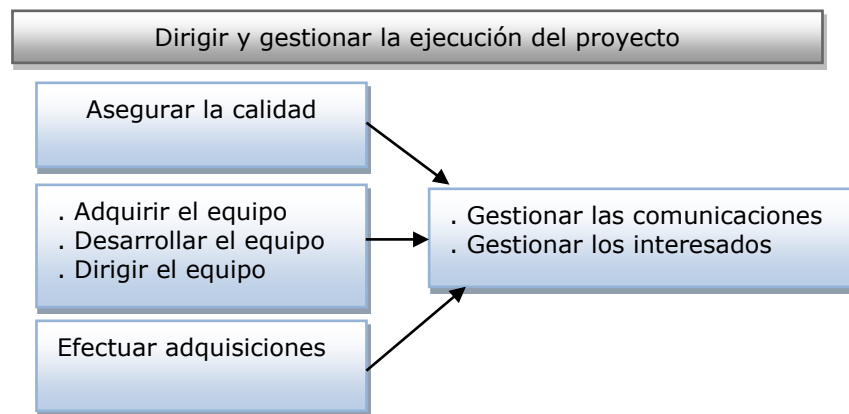 Dirigir y gestionar la ejecución del proyecto
Asegurar la calidad
. Adquirir el equipo
. Desarrollar el equipo
. Dirigir el equipo
. Gestionar las comunicaciones
. Gestionar los interesados
Efectuar adquisiciones